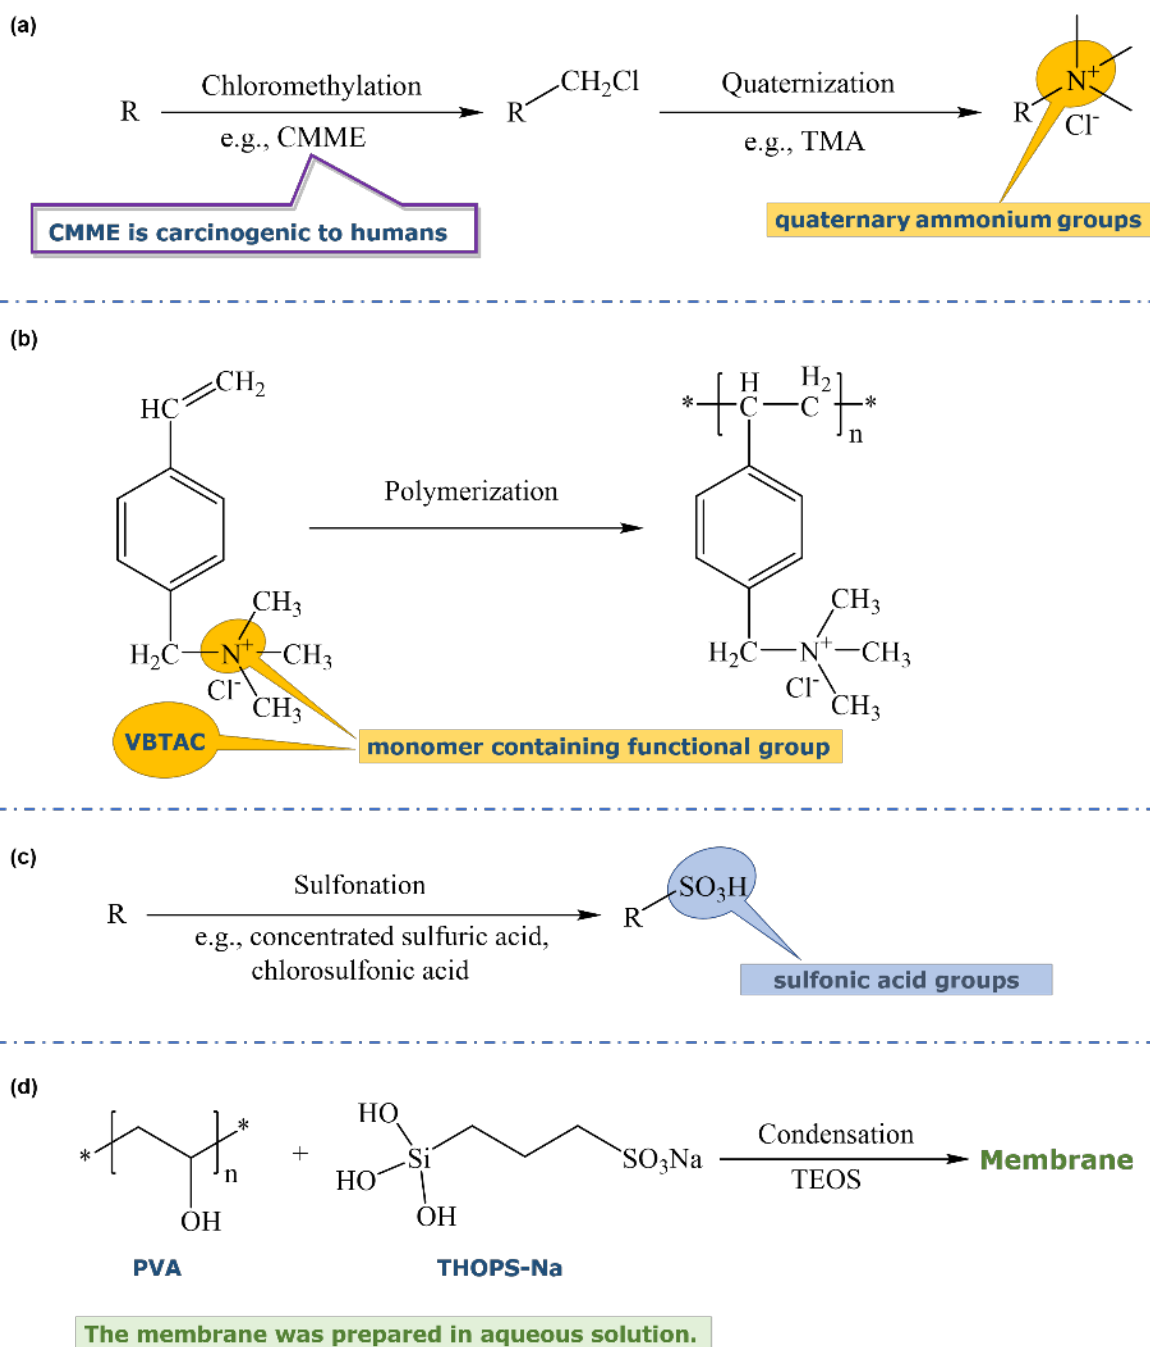 (a)
R
Chloromethylation
e.g., CMME
R
CH₂Cl
Quaternization
e.g., TMA
R
N⁺
Cl⁻
CMME is carcinogenic to humans
quaternary ammonium groups
(b)
HC
CH₂
H₂C
N⁺
CH₃
CH₃
CH₃
Cl⁻
VBTAC
monomer containing functional group
Polymerization
*
H
C
H₂
C
n
*
H₂C
N⁺
CH₃
CH₃
CH₃
Cl⁻
(c)
R
Sulfonation
e.g., concentrated sulfuric acid,
chlorosulfonic acid
R
SO₃H
sulfonic acid groups
(d)
*
n
*
OH
PVA
+
HO
HO
Si
OH
SO₃Na
THOPS-Na
Condensation
TEOS
Membrane
The membrane was prepared in aqueous solution.